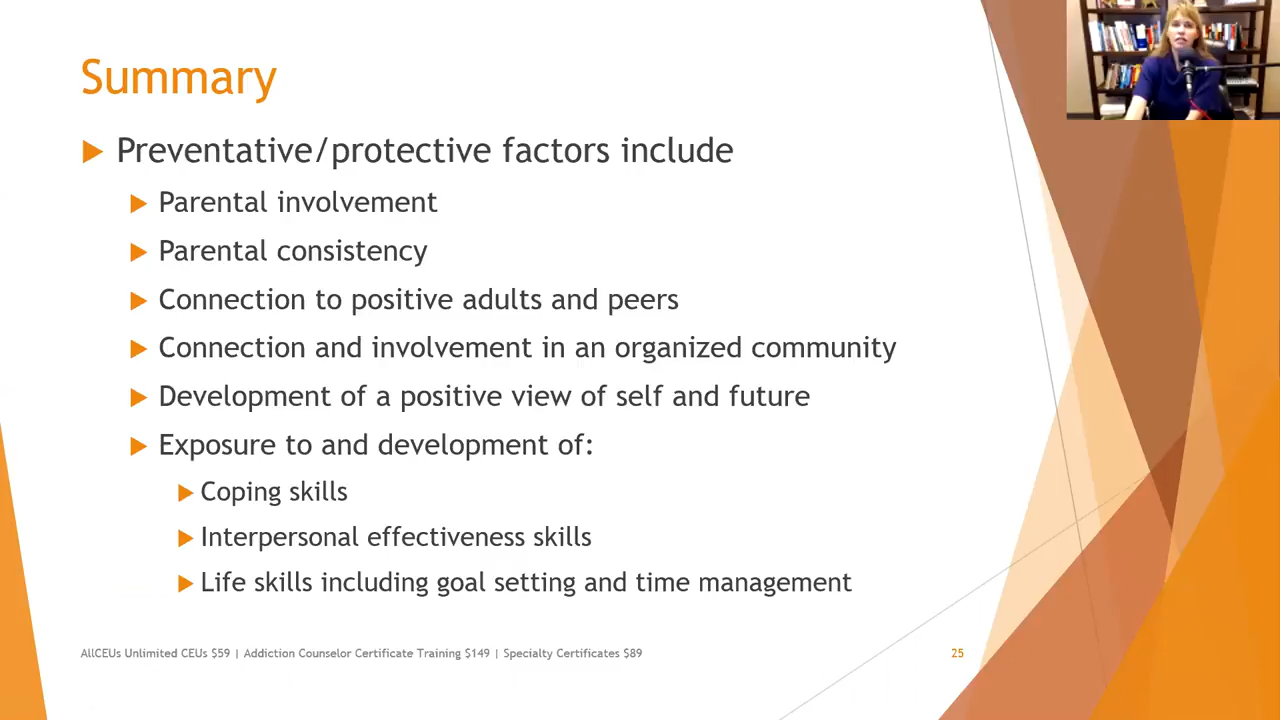 Summary
Preventative/protective factors include
Parental involvement
Parental consistency
Connection to positive adults and peers
Connection and involvement in an organized community
Development of a positive view of self and future
Exposure to and development of:
Coping skills
Interpersonal effectiveness skills
Life skills including goal setting and time management
AllCEUs Unlimited CEUs $59 | Addiction Counselor Certificate Training $149 | Specialty Certificates $89
25